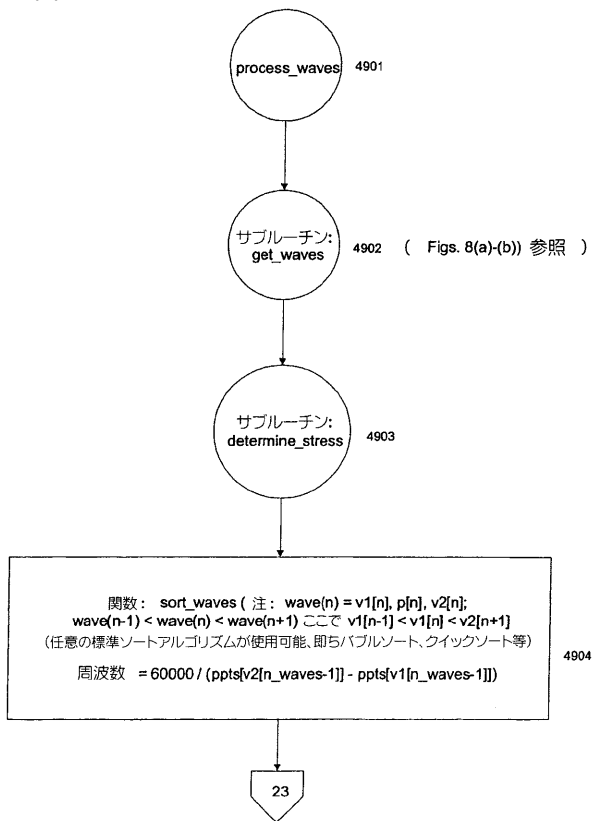 process_waves 4901
サブルーチン:
get_waves 4902 ( Figs. 8(a)-(b)) 参照 )
サブルーチン:
determine_stress 4903
関数： sort_waves ( 注： wave(n) = v1[n], p[n], v2[n];
wave(n-1) < wave(n) < wave(n+1) ここで v1[n-1] < v1[n] < v2[n+1]
(任意の標準ソートアルゴリズムが使用可能、即ちバブルソート、クイックソート等)
周波数 = 60000 / (ppts[v2[n_waves-1]] - ppts[v1[n_waves-1]])
4904
23